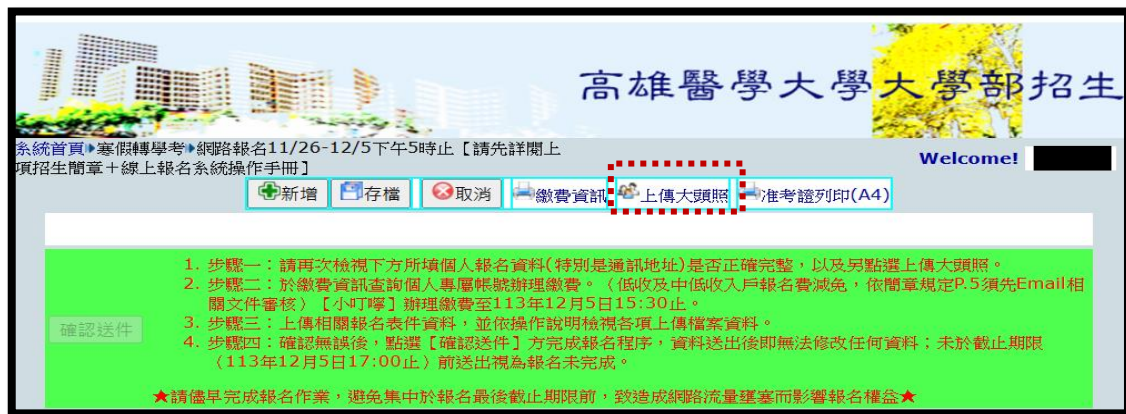 高雄醫學大學大學部招生
系統首頁▶寒假轉學考▶網路報名11/26-12/5下午5時止【請先詳閱上
項招生簡章＋線上報名系統操作手冊】
Welcome!
新增 存檔 取消 繳費資訊 上傳大頭照 准考證列印(A4)
1. 步驟一：請再次檢視下方所填個人報名資料(特別是通訊地址)是否正確完整，以及另點選上傳大頭照。
2. 步驟二：於繳費資訊查詢個人專屬帳號辦理繳費。〈低收及中低收入戶報名費減免，依簡章規定P.5須先Email相
關文件審核〉【小叮嚀】辦理繳費至113年12月5日15:30止。
3. 步驟三：上傳相關報名表件資料，並依操作說明檢視各項上傳檔案資料。
確認送件
4. 步驟四：確認無誤後，點選【確認送件】方完成報名程序，資料送出後即無法修改任何資料；未於截止期限
〈113年12月5日17:00止〉前送出視為報名未完成。
★請儘早完成報名作業，避免集中於報名最後截止期限前，致造成網路流量壅塞而影響報名權益★